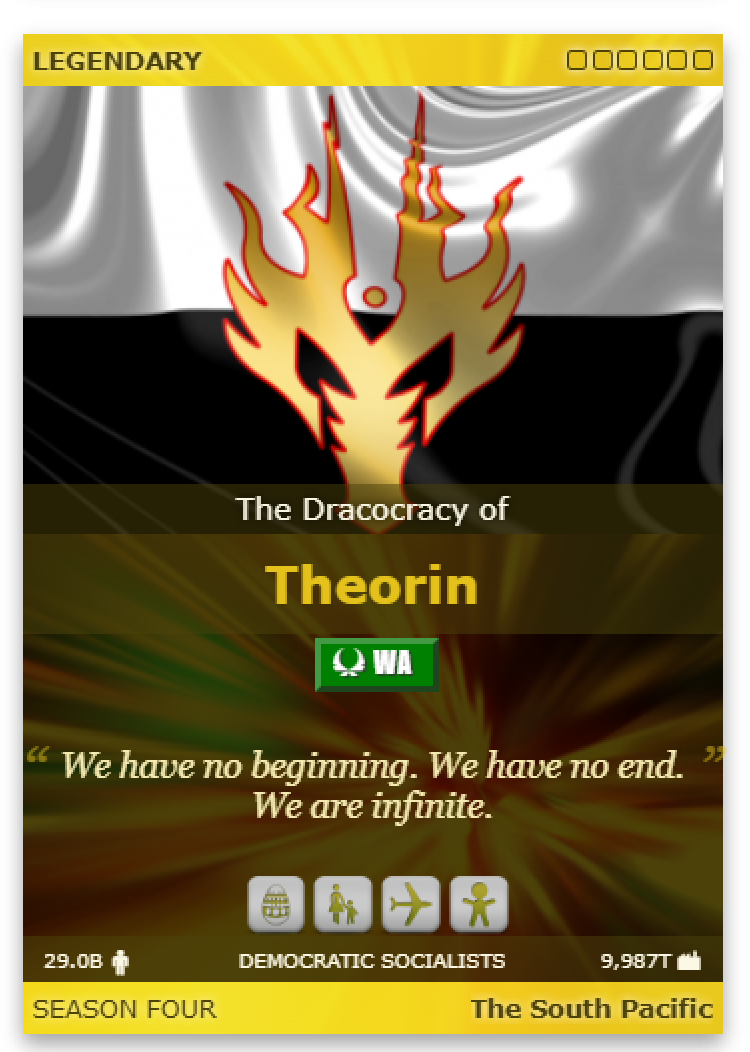 LEGENDARY
The Dracocracy of
Theorin
WA
“ We have no beginning. We have no end. ”
We are infinite.
29.0B DEMOCRATIC SOCIALISTS 9,987T
SEASON FOUR The South Pacific